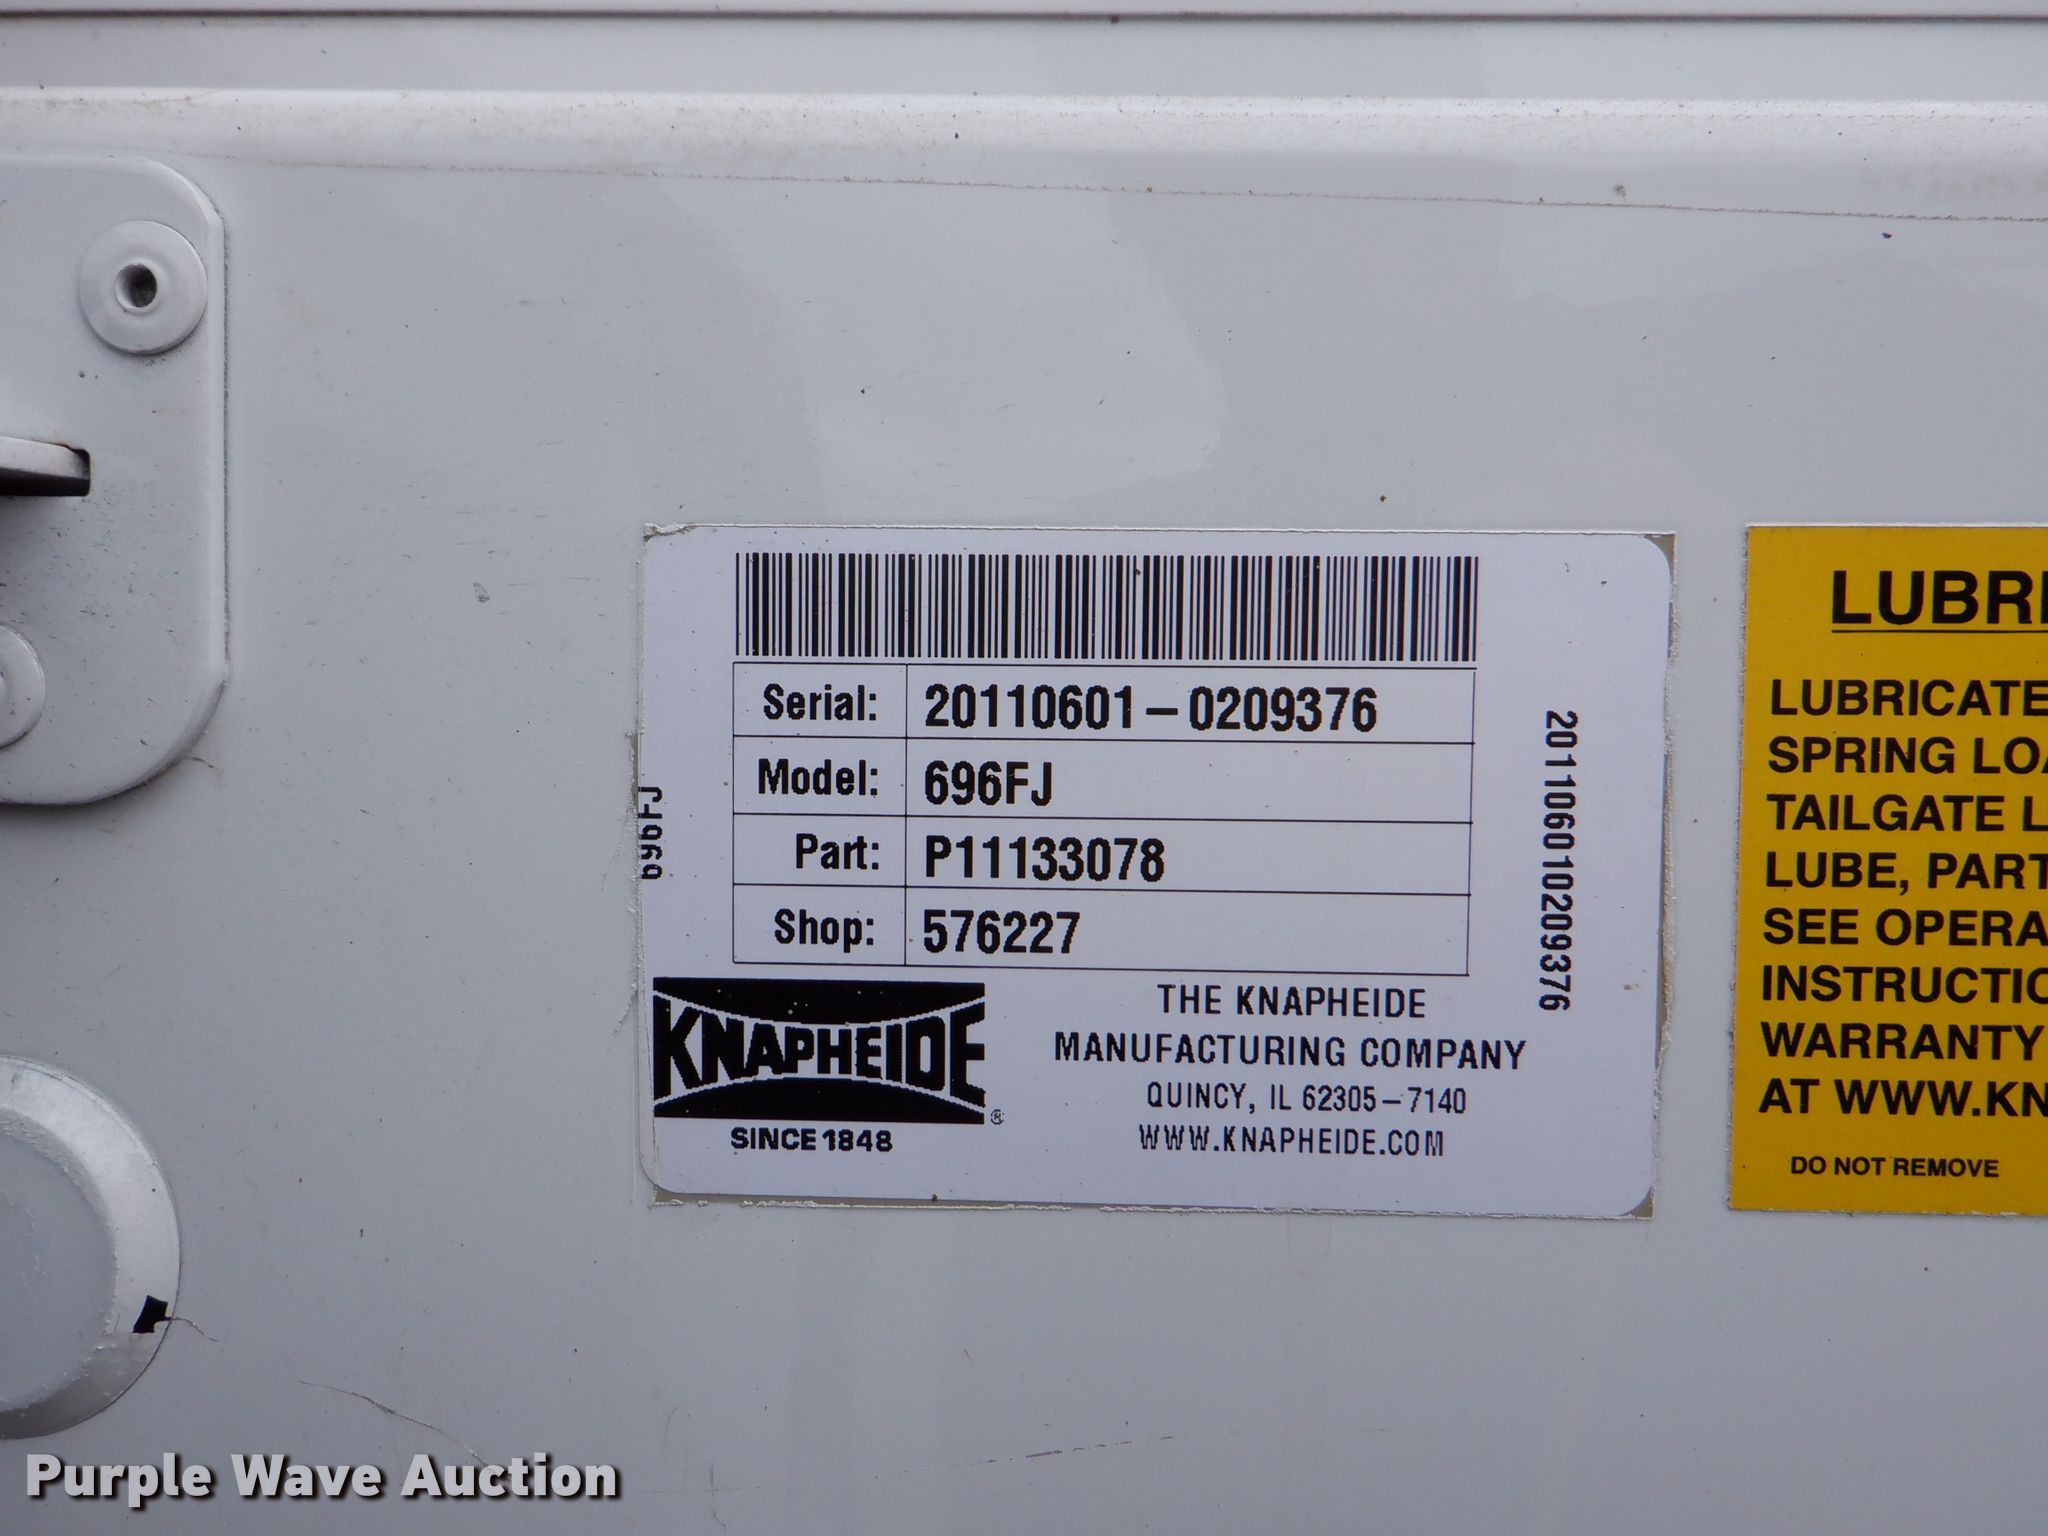 Serial: 20110601-0209376
Model: 696FJ
Part: P11133078
Shop: 576227
696FJ
201106010209376
KNAPHEIDE®
SINCE 1848
THE KNAPHEIDE
MANUFACTURING COMPANY
QUINCY, IL 62305-7140
WWW.KNAPHEIDE.COM
LUBRI
LUBRICATE
SPRING LOA
TAILGATE L
LUBE, PART
SEE OPERA
INSTRUCTIO
WARRANTY
AT WWW.KN
DO NOT REMOVE
Purple Wave Auction